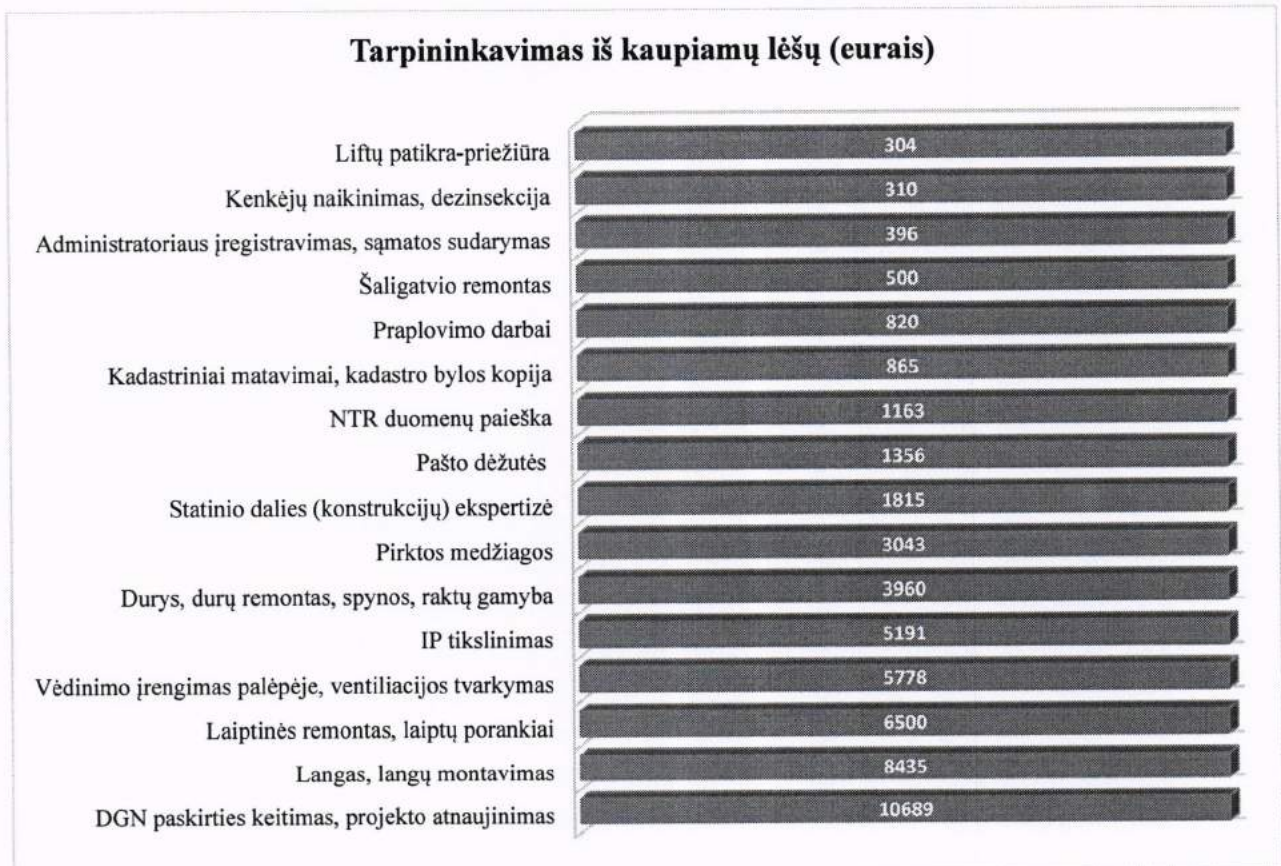 Tarpininkavimas iš kaupiamų lėšų (eurais)
Liftų patikra-priežiūra 304
Kenkėjų naikinimas, dezinsekcija 310
Administratoriaus įregistravimas, sąmatos sudarymas 396
Šaligatvio remontas 500
Praplovimo darbai 820
Kadastriniai matavimai, kadastro bylos kopija 865
NTR duomenų paieška 1163
Pašto dėžutės 1356
Statinio dalies (konstrukcijų) ekspertizė 1815
Pirktos medžiagos 3043
Durys, durų remontas, spynos, raktų gamyba 3960
IP tikslinimas 5191
Vėdinimo įrengimas palėpėje, ventiliacijos tvarkymas 5778
Laiptinės remontas, laiptų porankiai 6500
Langas, langų montavimas 8435
DGN paskirties keitimas, projekto atnaujinimas 10689